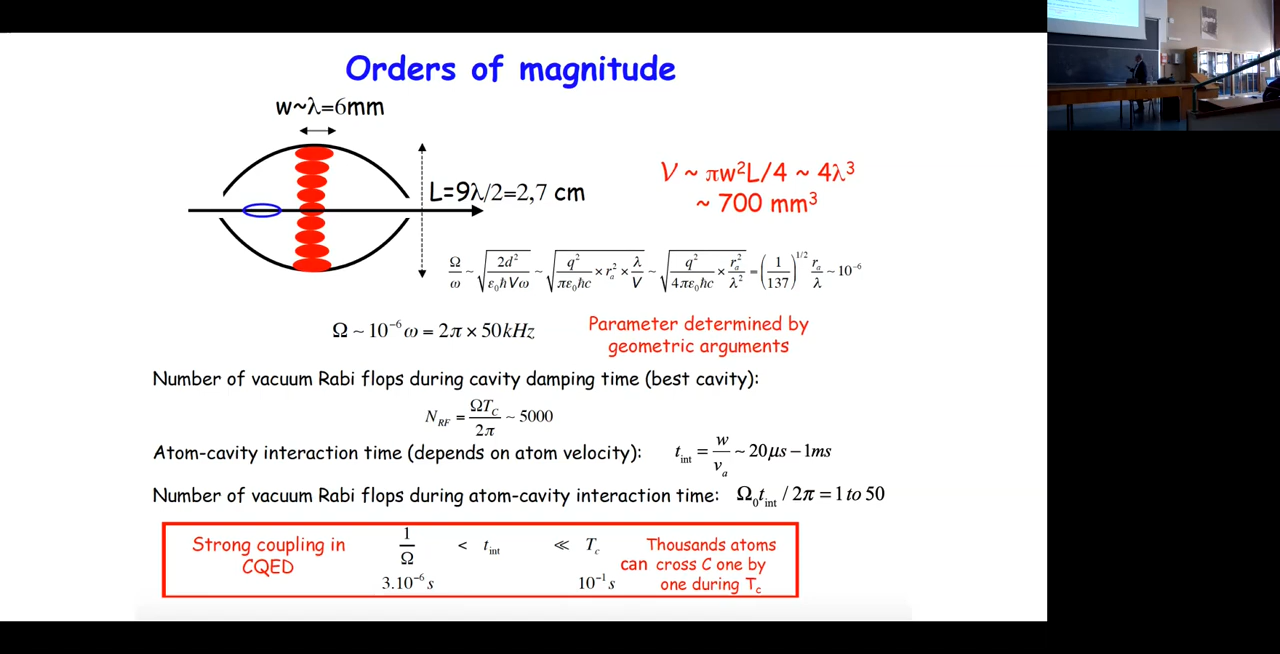 Orders of magnitude
w~λ=6mm
L=9λ/2=2,7 cm
V ~ πw²L/4 ~ 4λ³
~ 700 mm³
Ω/ω ~ √(2d²/ε₀ħVω) ~ √(q²/πε₀ħc × rₐ² × λ/V) ~ √(q²/4πε₀ħc × rₐ²/λ²) = (1/137)^1/2 rₐ/λ ~ 10⁻⁶
Ω ~ 10⁻⁶ω = 2π × 50kHz
Parameter determined by
geometric arguments
Number of vacuum Rabi flops during cavity damping time (best cavity):
N_RF = ΩT_C/2π ~ 5000
Atom-cavity interaction time (depends on atom velocity): t_int = w/vₐ ~ 20μs – 1ms
Number of vacuum Rabi flops during atom-cavity interaction time: Ω₀t_int / 2π = 1 to 50
Strong coupling in
CQED
1/Ω < t_int ≪ T_c
3.10⁻⁶ s 10⁻¹ s
Thousands atoms
can cross C one by
one during T_c